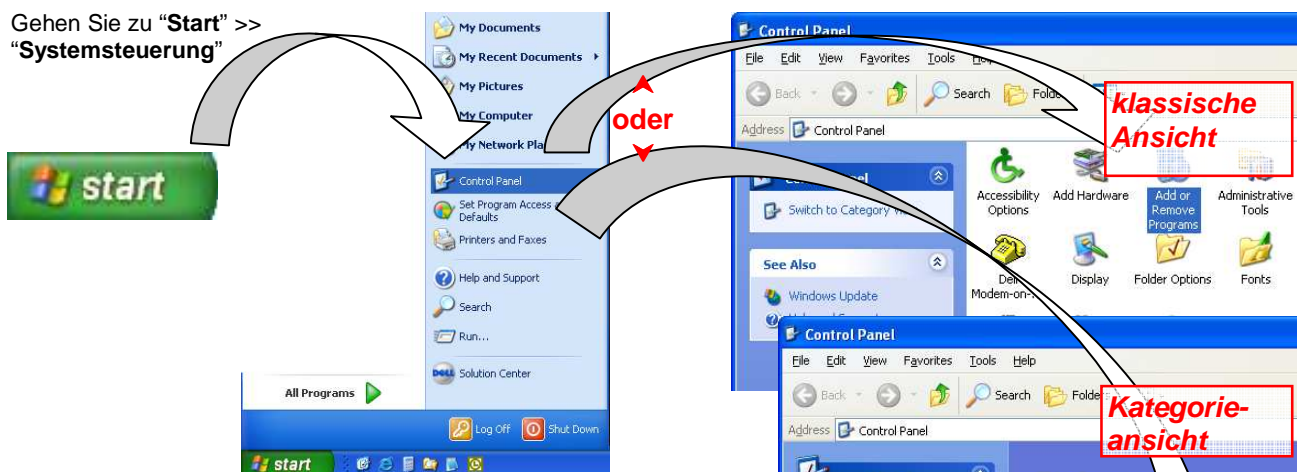 Gehen Sie zu “Start” >>
“Systemsteuerung”
start
My Documents
My Recent Documents
My Pictures
My Computer
My Network
Control Panel
Set Program Access
Defaults
Printers and Faxes
Help and Support
Search
Run...
Solution Center
All Programs
Log Off
Shut Down
start
oder
Control Panel
File Edit View Favorites Tools
Back Search
Address Control Panel
klassische
Ansicht
Switch to Category
See Also
Windows Update
Accessibility
Options
Add Hardware
Add or
Remove
Programs
Administrative
Tools
Modem-on-...
Display
Folder Options
Fonts
Control Panel
File Edit View Favorites Tools Help
Back Search
Address Control Panel
Kategorie-
ansicht